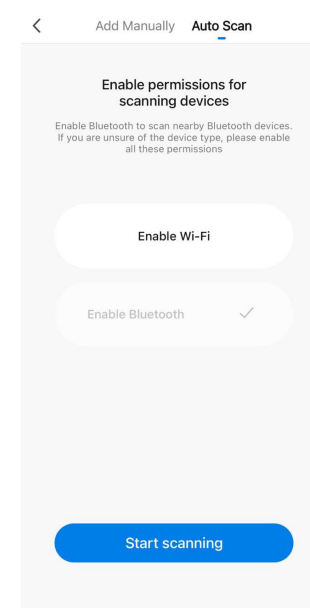 Add Manually Auto Scan
Enable permissions for
scanning devices
Enable Bluetooth to scan nearby Bluetooth devices.
If you are unsure of the device type, please enable
all these permissions
Enable Wi-Fi
Enable Bluetooth
Start scanning